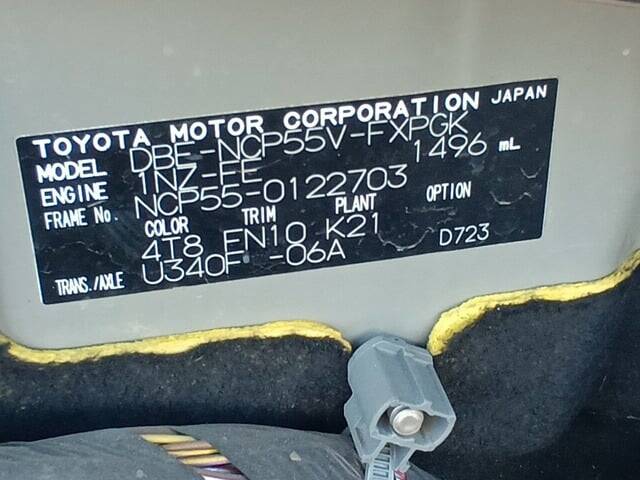 TOYOTA MOTOR CORPORATION JAPAN
MODEL DBE-NCP55V-FXPGK
ENGINE 1NZ-FE 1496 mL
FRAME No. NCP55-0122703
COLOR TRIM PLANT OPTION
4T8 FN10 K21 D723
TRANS./AXLE U340F -06A